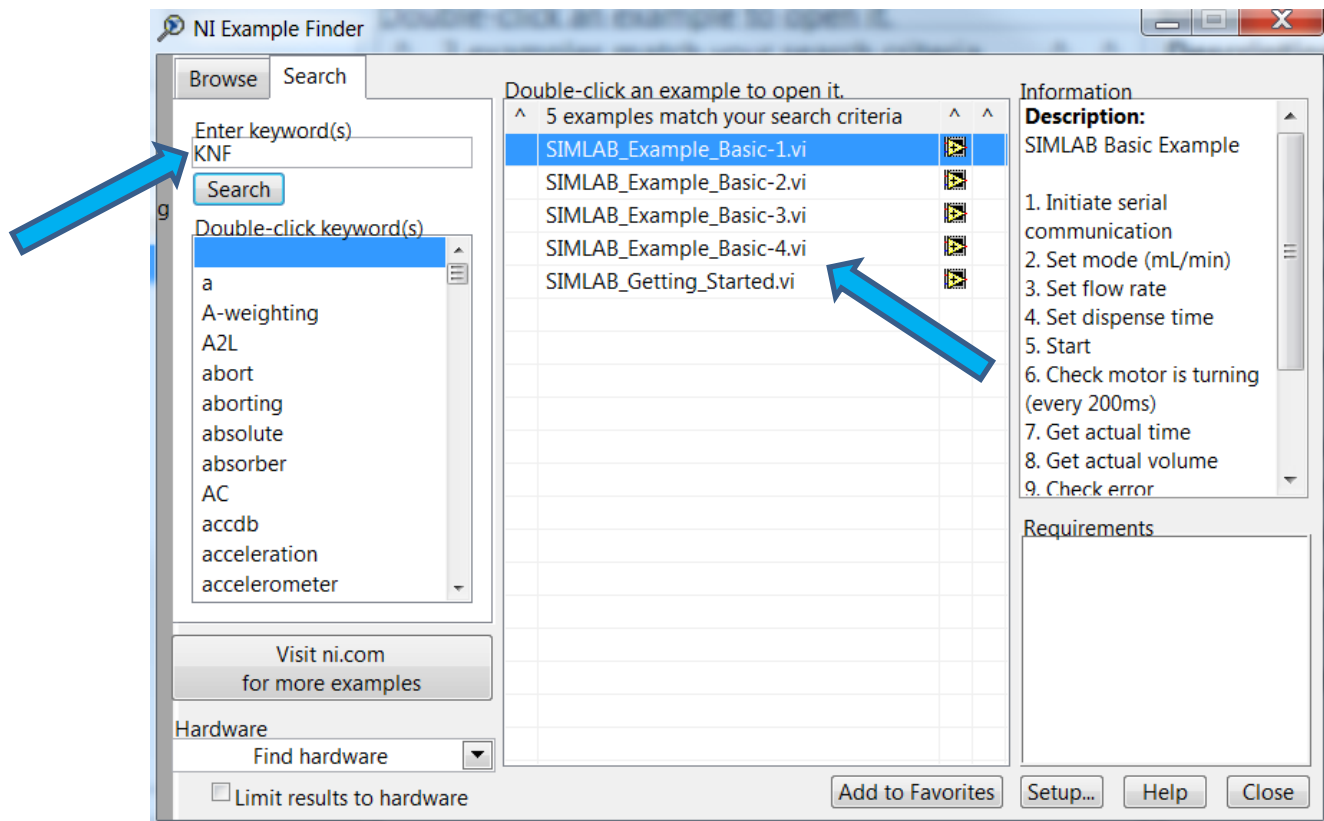 NI Example Finder
Browse
Search
Enter keyword(s)
KNF
Search
g
Double-click keyword(s)
a
A-weighting
A2L
abort
aborting
absolute
absorber
AC
accdb
acceleration
accelerometer
Visit ni.com
for more examples
Hardware
Find hardware
Limit results to hardware
Double-click an example to open it.
^ 5 examples match your search criteria ^ ^
SIMLAB_Example_Basic-1.vi
SIMLAB_Example_Basic-2.vi
SIMLAB_Example_Basic-3.vi
SIMLAB_Example_Basic-4.vi
SIMLAB_Getting_Started.vi
Information
Description:
SIMLAB Basic Example
1. Initiate serial
communication
2. Set mode (mL/min)
3. Set flow rate
4. Set dispense time
5. Start
6. Check motor is turning
(every 200ms)
7. Get actual time
8. Get actual volume
9. Check error
Requirements
Add to Favorites
Setup...
Help
Close